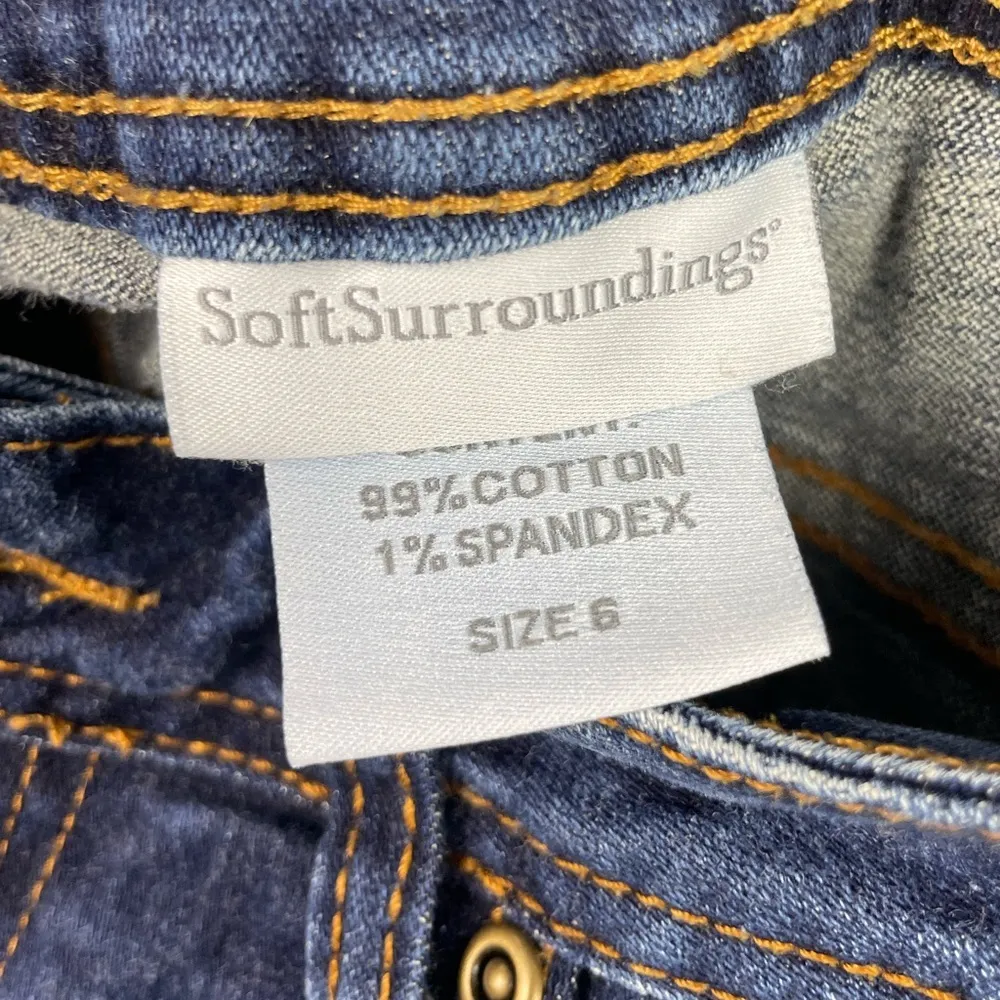 SoftSurroundings®
99% COTTON
1% SPANDEX
SIZE 6